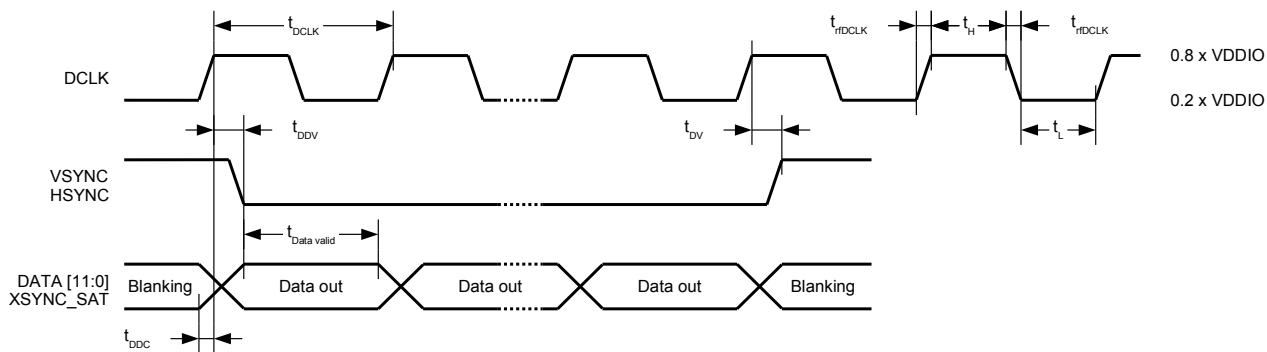 t_DCLK
t_rfDCLK
t_H
t_rfDCLK
DCLK
0.8 x VDDIO
0.2 x VDDIO
t_DDV
t_DV
t_L
VSYNC
HSYNC
t_Data valid
DATA [11:0]
XSYNC_SAT
Blanking
Data out
Data out
Data out
Blanking
t_DDC